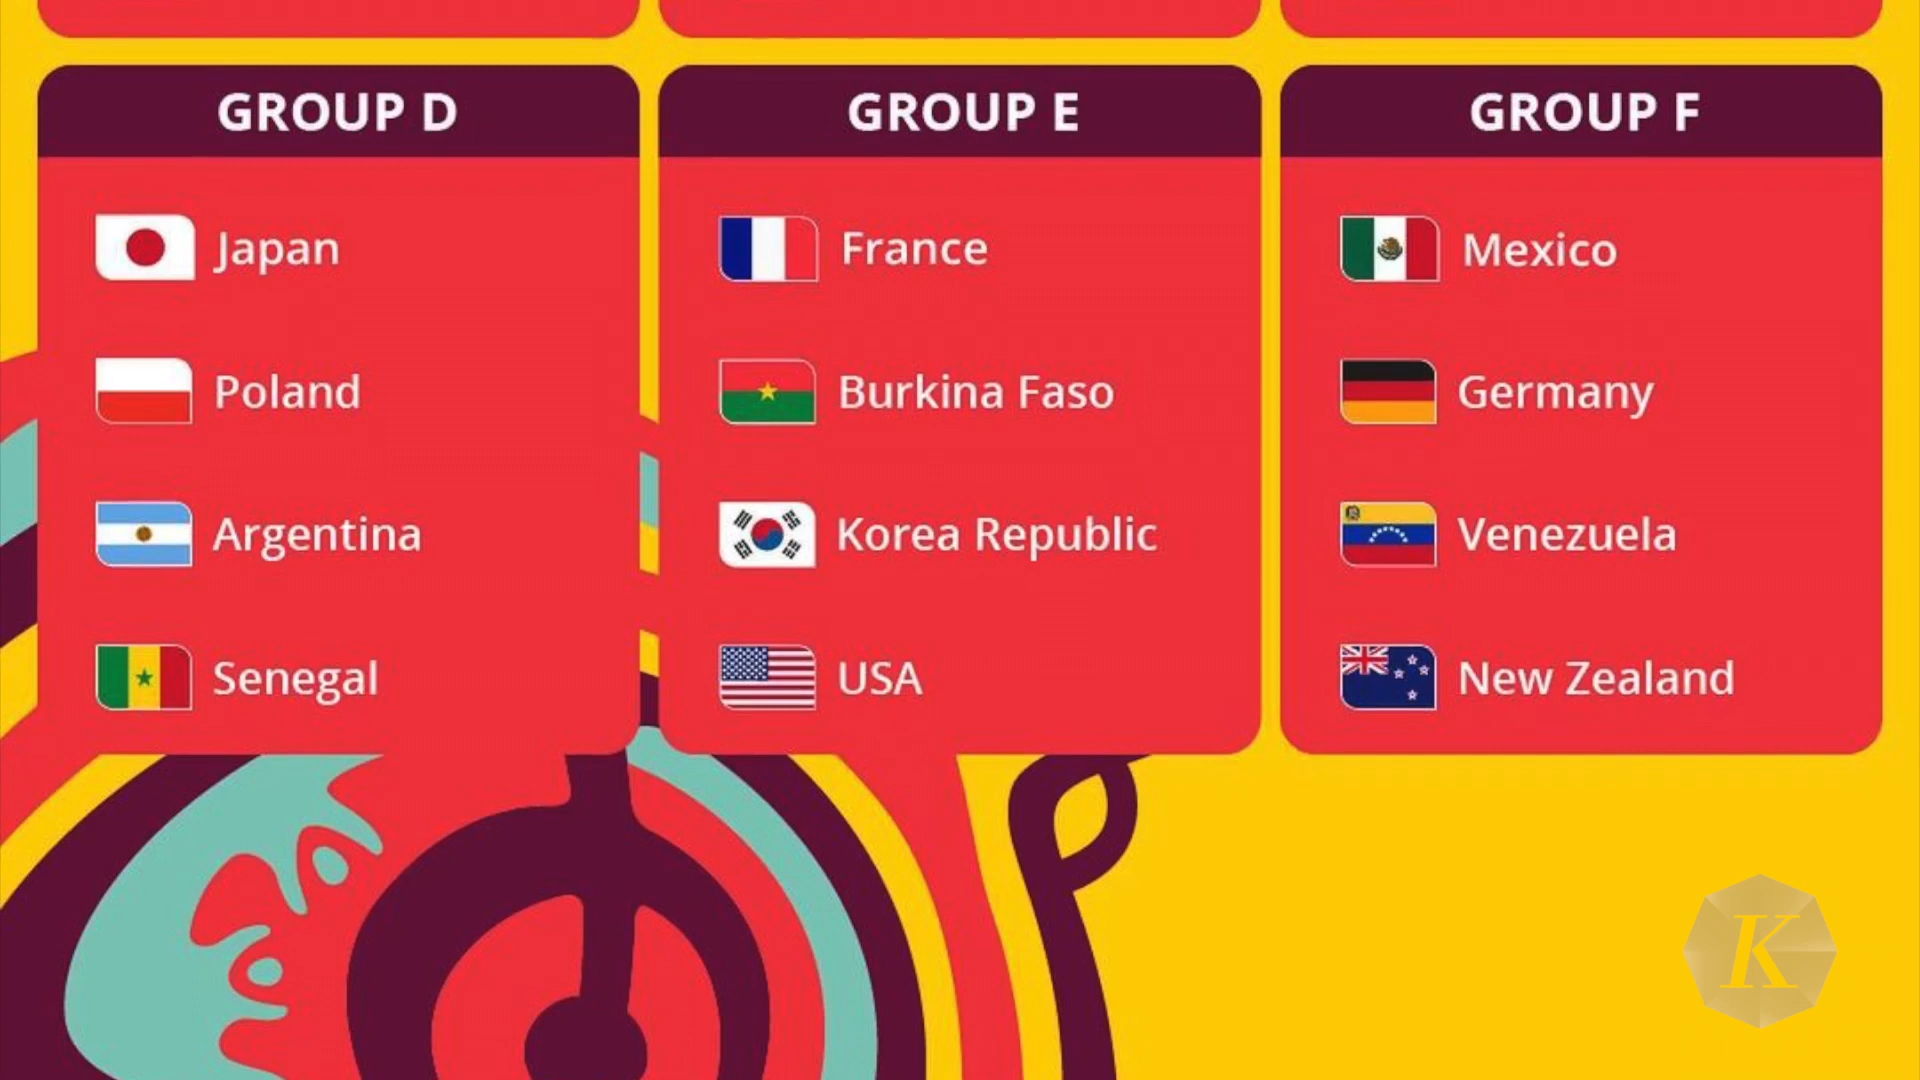 GROUP D
Japan
Poland
Argentina
Senegal
GROUP E
France
Burkina Faso
Korea Republic
USA
GROUP F
Mexico
Germany
Venezuela
New Zealand
K